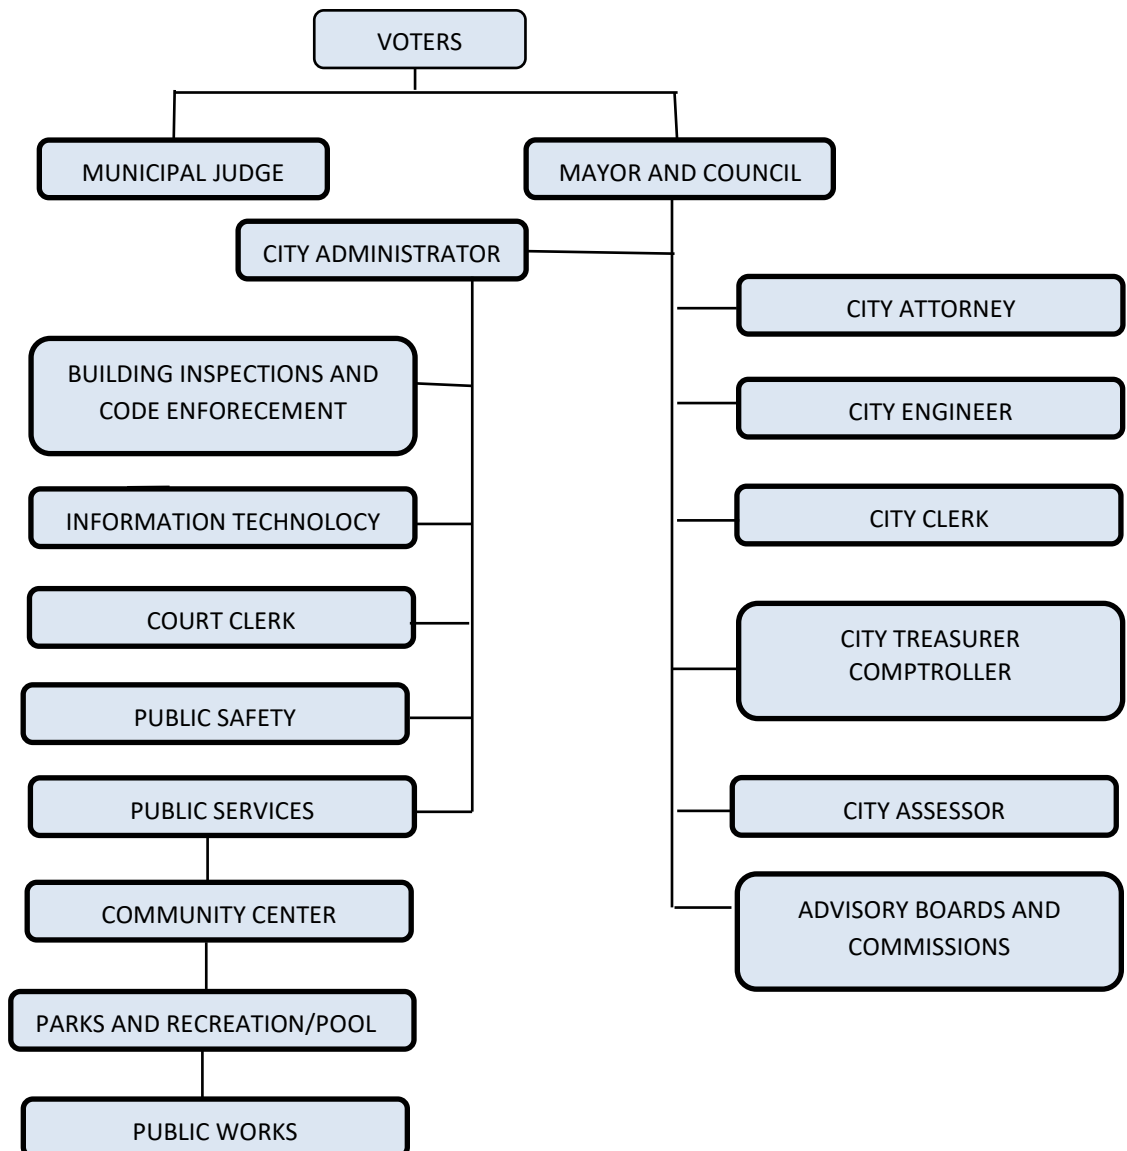 VOTERS
MUNICIPAL JUDGE
MAYOR AND COUNCIL
CITY ADMINISTRATOR
CITY ATTORNEY
BUILDING INSPECTIONS AND
CODE ENFORECEMENT
CITY ENGINEER
INFORMATION TECHNOLOCY
CITY CLERK
COURT CLERK
CITY TREASURER
COMPTROLLER
PUBLIC SAFETY
PUBLIC SERVICES
CITY ASSESSOR
COMMUNITY CENTER
ADVISORY BOARDS AND
COMMISSIONS
PARKS AND RECREATION/POOL
PUBLIC WORKS